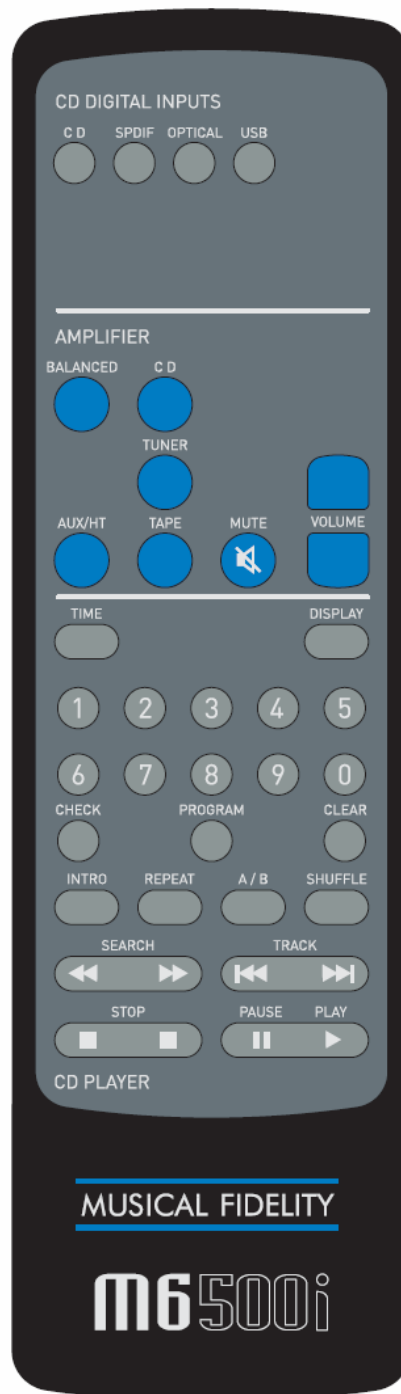 CD DIGITAL INPUTS
CD SPDIF OPTICAL USB
AMPLIFIER
BALANCED CD
TUNER
AUX/HT TAPE MUTE VOLUME
TIME DISPLAY
1 2 3 4 5
6 7 8 9 0
CHECK PROGRAM CLEAR
INTRO REPEAT A/B SHUFFLE
SEARCH TRACK
STOP PAUSE PLAY
CD PLAYER
MUSICAL FIDELITY
M6500i